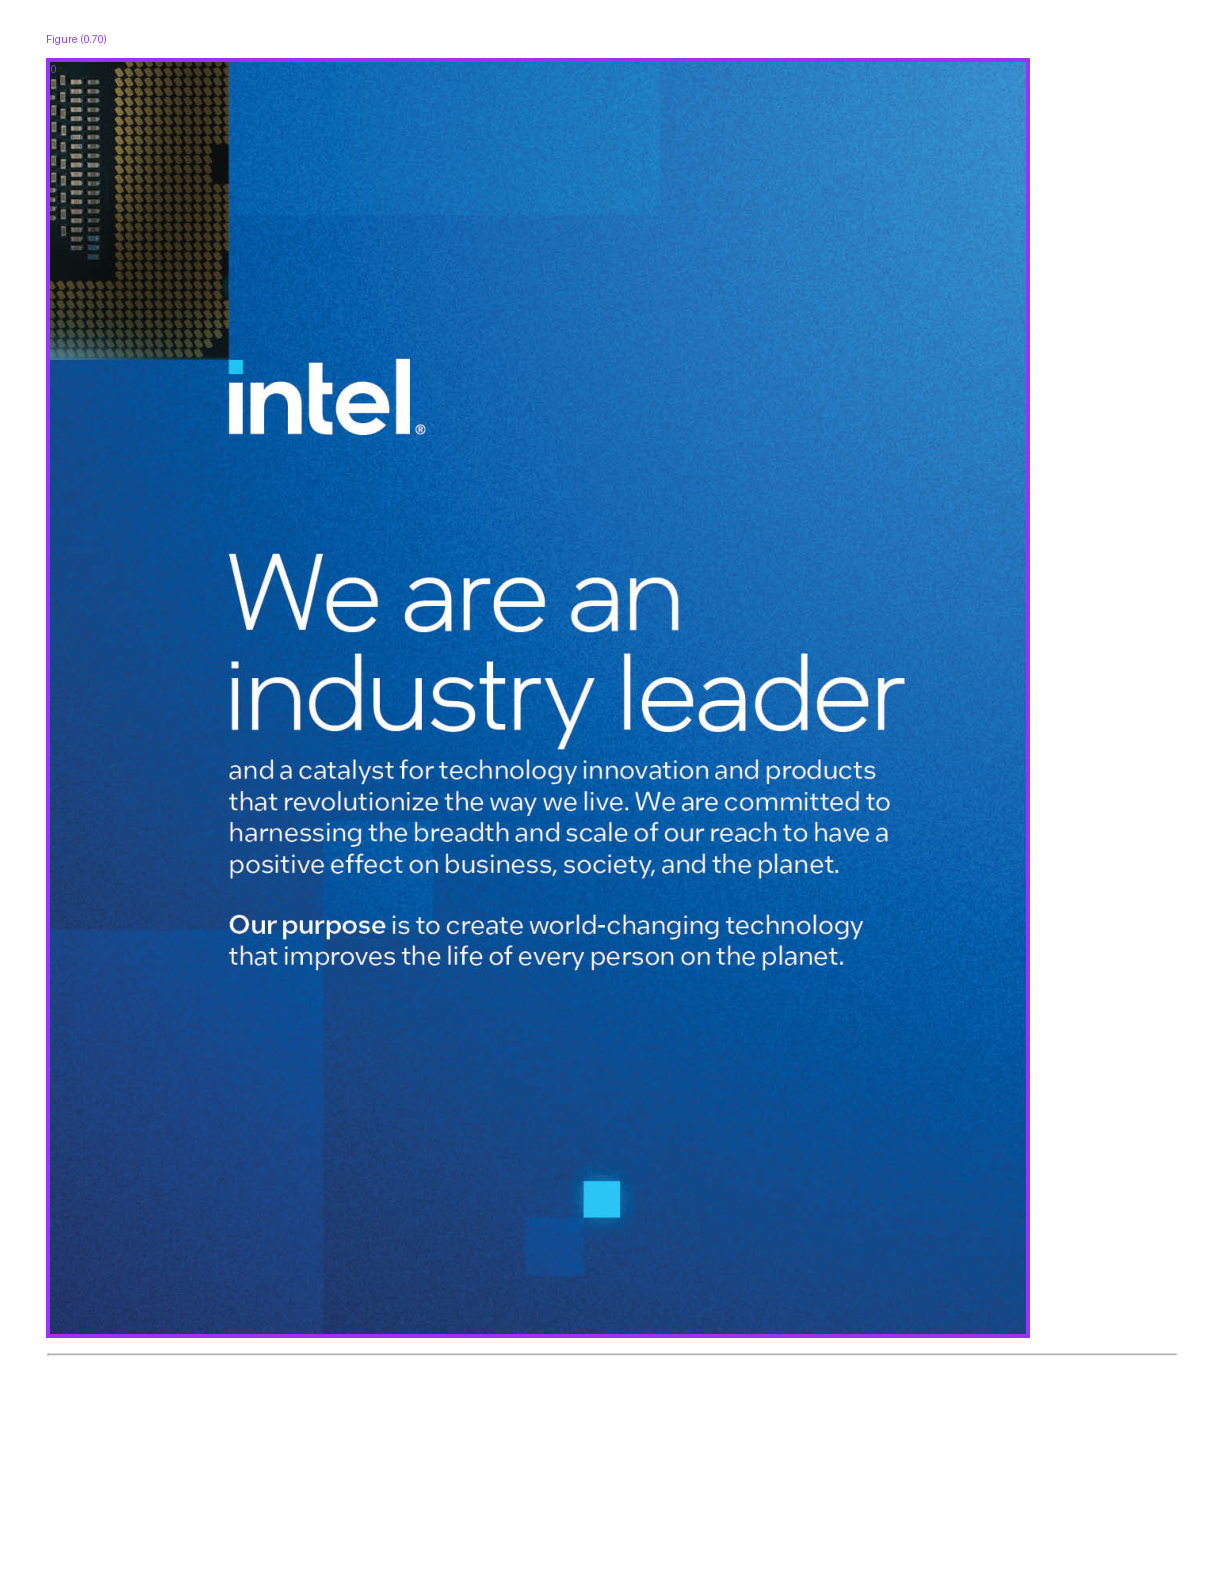 Figure (0.70)
0
intel®
We are an
industry leader
and a catalyst for technology innovation and products
that revolutionize the way we live. We are committed to
harnessing the breadth and scale of our reach to have a
positive effect on business, society, and the planet.
Our purpose is to create world-changing technology
that improves the life of every person on the planet.